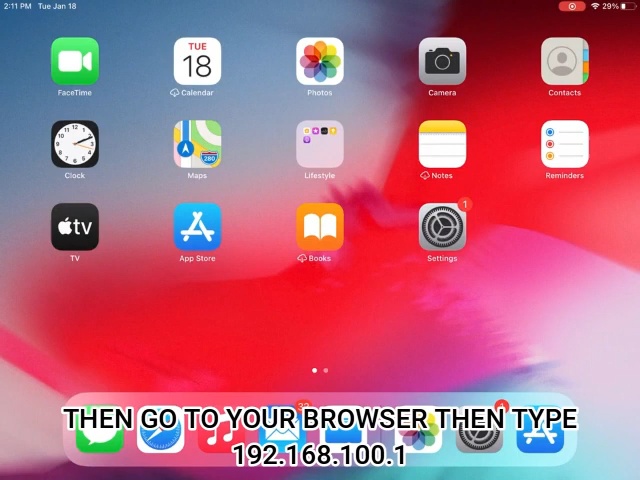 2:11 PM Tue Jan 18
29%
TUE
18
FaceTime
Calendar
Photos
Camera
Contacts
280
Clock
Maps
Lifestyle
Notes
Reminders
tv
1
TV
App Store
Books
Settings
THEN GO TO YOUR BROWSER THEN TYPE
192.168.100.1